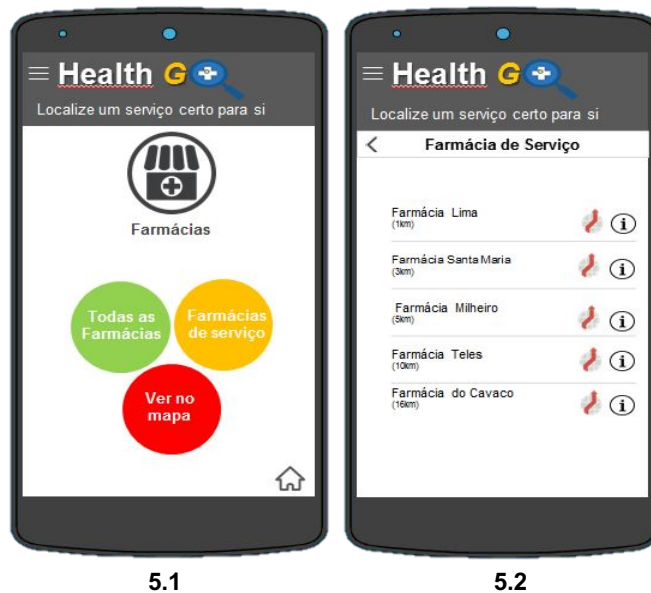 Health G
Localize um serviço certo para si
Farmácias
Todas as
Farmácias
Farmácias
de serviço
Ver no
mapa
5.1
Health G
Localize um serviço certo para si
Farmácia de Serviço
Farmácia Lima
(1km)
Farmácia Santa Maria
(3km)
Farmácia Milheiro
(5km)
Farmácia Teles
(10km)
Farmácia do Cavaco
(16km)
5.2